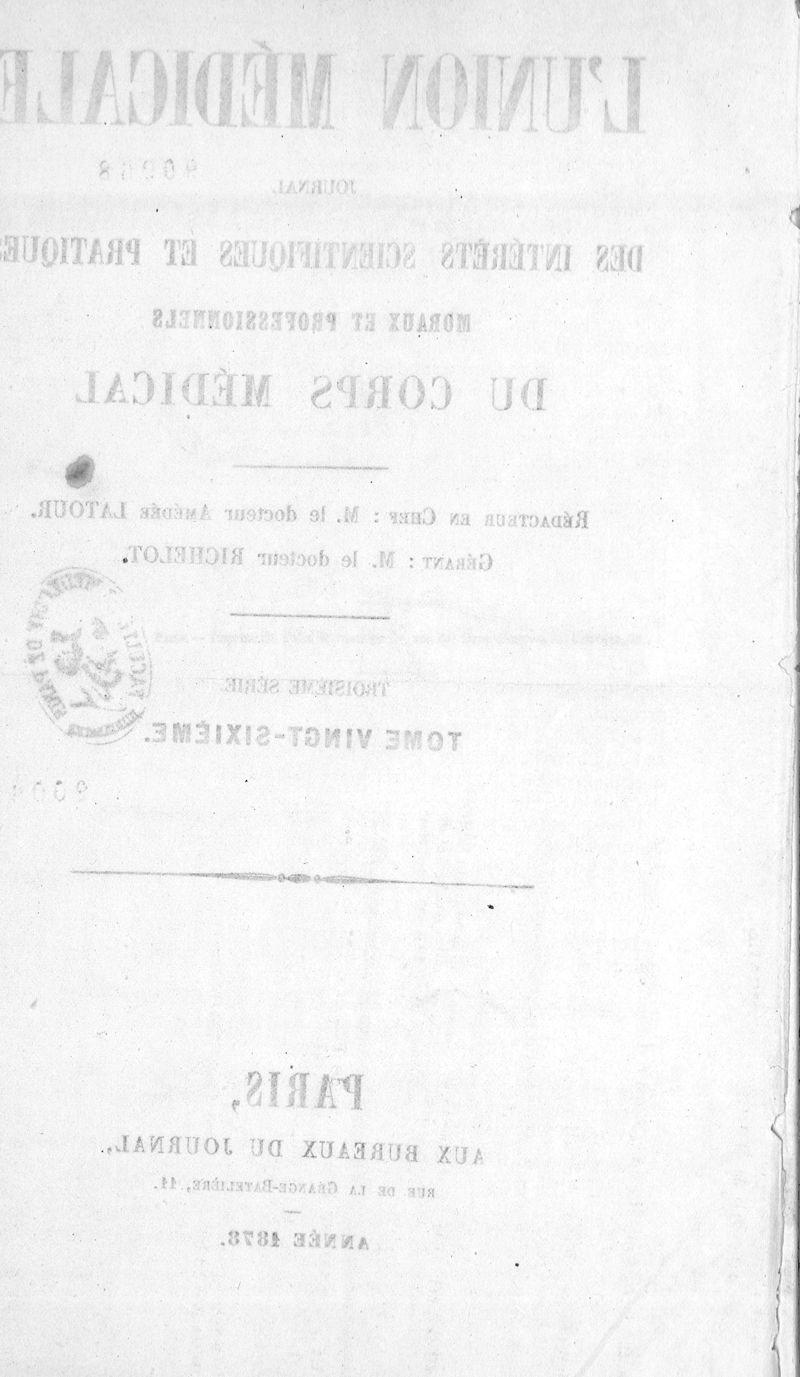 L'UNION MÉDICALE
90968
JOURNAL
DES INTÉRÊTS SCIENTIFIQUES ET PRATIQUES
MORAUX ET PROFESSIONNELS
DU CORPS MÉDICAL
RÉDACTEUR EN CHEF : M. le docteur AMÉDÉE LATOUR.
GÉRANT : M. le docteur RICHELOT.
TROISIÈME SÉRIE
TOME VINGT-SIXIÈME.
PARIS,
AUX BUREAUX DU JOURNAL,
RUE DE LA GRANGE-BATELIÈRE, 11.
ANNÉE 1878.